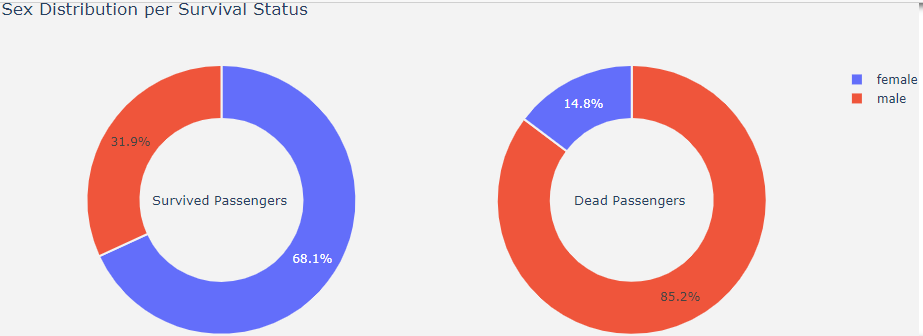 Sex Distribution per Survival Status
female
male
14.8%
31.9%
Survived Passengers
Dead Passengers
68.1%
85.2%